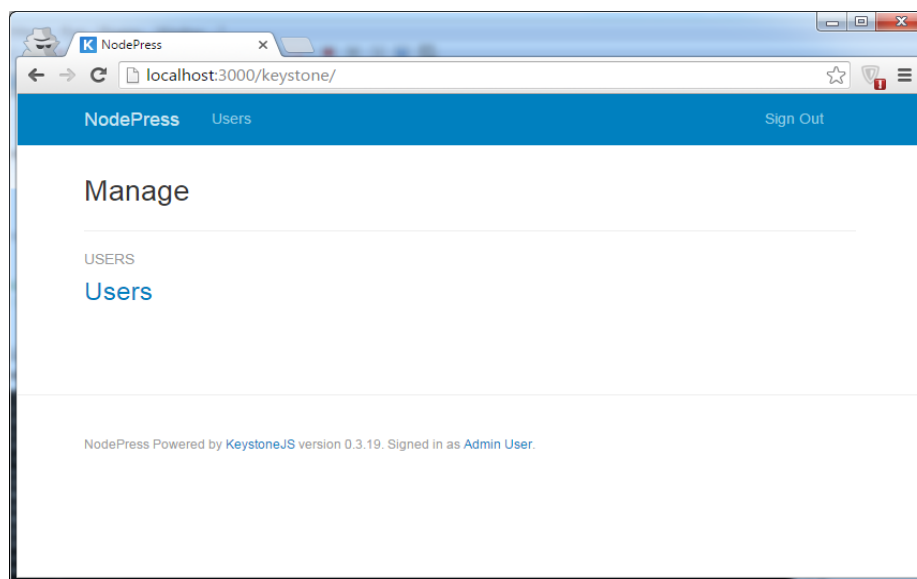 NodePress
localhost:3000/keystone/
NodePress Users Sign Out
Manage
USERS
Users
NodePress Powered by KeystoneJS version 0.3.19. Signed in as Admin User.